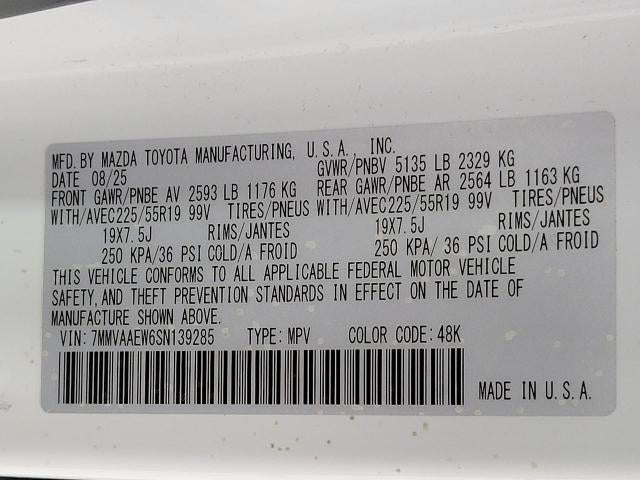 MFD. BY MAZDA TOYOTA MANUFACTURING, U.S.A., INC.
DATE 08/25 GVWR/PNBV 5135 LB 2329 KG
FRONT GAWR/PNBE AV 2593 LB 1176 KG REAR GAWR/PNBE AR 2564 LB 1163 KG
WITH/AVEC225/55R19 99V TIRES/PNEUS WITH/AVEC225/55R19 99V TIRES/PNEUS
19X7.5J RIMS/JANTES 19X7.5J RIMS/JANTES
250 KPA/36 PSI COLD/A FROID 250 KPA/ 36 PSI COLD/A FROID
THIS VEHICLE CONFORMS TO ALL APPLICABLE FEDERAL MOTOR VEHICLE
SAFETY, AND THEFT PREVENTION STANDARDS IN EFFECT ON THE DATE OF
MANUFACTURE SHOWN ABOVE.
VIN: 7MMVAAEW6SN139285 TYPE: MPV COLOR CODE: 48K
MADE IN U.S.A.